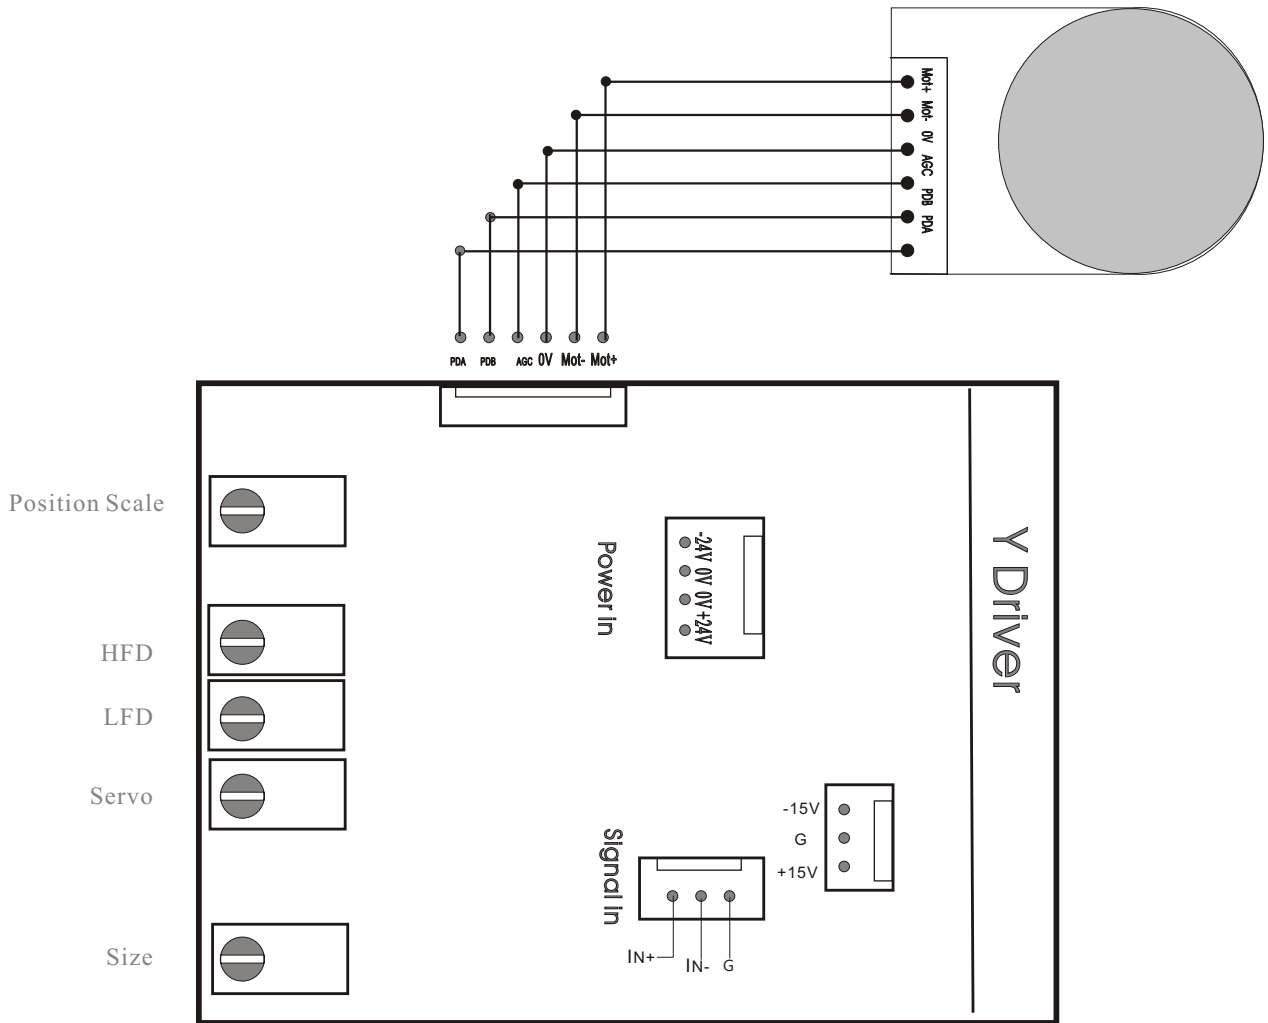 Mot+
Mot-
0V
AGC
PDB
PDA
PDA PDB AGC 0V Mot- Mot+
Position Scale
HFD
LFD
Servo
Size
Power in
-24V 0V 0V +24V
Y Driver
Signal in
IN+ IN- G
-15V
G
+15V